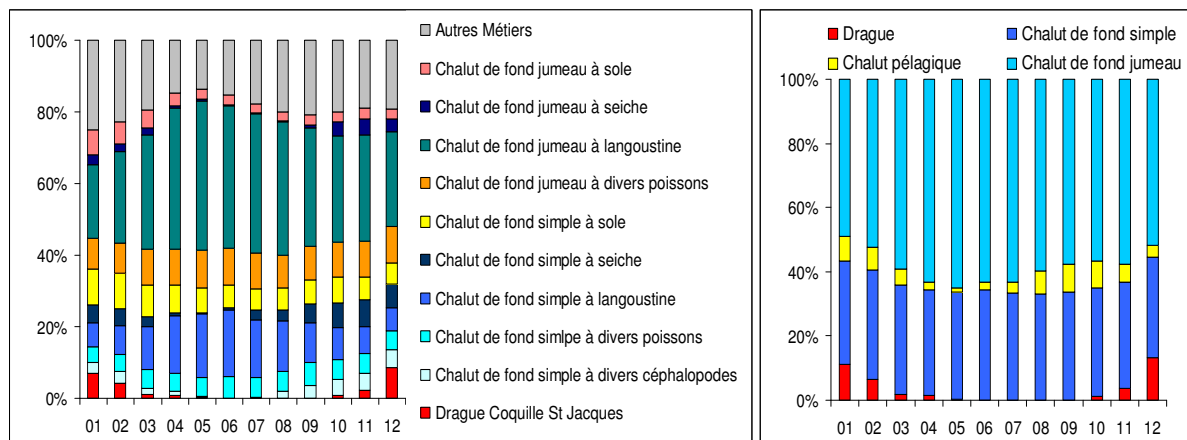 100%
80%
60%
40%
20%
0%
01 02 03 04 05 06 07 08 09 10 11 12
Autres Métiers
Chalut de fond jumeau à sole
Chalut de fond jumeau à seiche
Chalut de fond jumeau à langoustine
Chalut de fond jumeau à divers poissons
Chalut de fond simple à sole
Chalut de fond simple à seiche
Chalut de fond simple à langoustine
Chalut de fond simlpe à divers poissons
Chalut de fond simple à divers céphalopodes
Drague Coquille St Jacques
Drague Chalut de fond simple
Chalut pélagique Chalut de fond jumeau
100%
80%
60%
40%
20%
0%
01 02 03 04 05 06 07 08 09 10 11 12